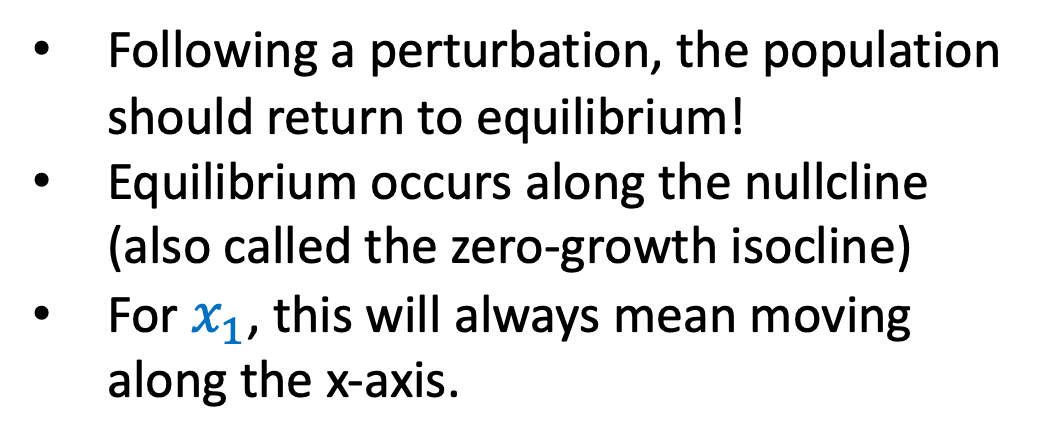 • Following a perturbation, the population
should return to equilibrium!
• Equilibrium occurs along the nullcline
(also called the zero-growth isocline)
• For x₁, this will always mean moving
along the x-axis.